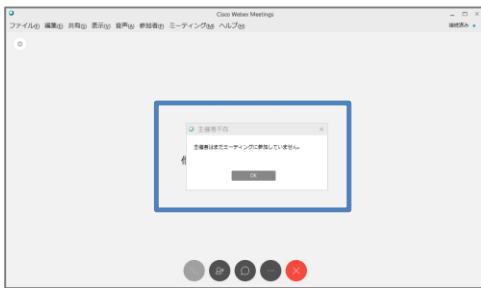 Cisco Webex Meetings
ファイル(F) 編集(E) 共有(S) 表示(V) 音声(A) 参加者(P) ミーティング(M) ヘルプ(H)
接続済み
主催者不在
主催者はまだミーティングに参加していません。
OK